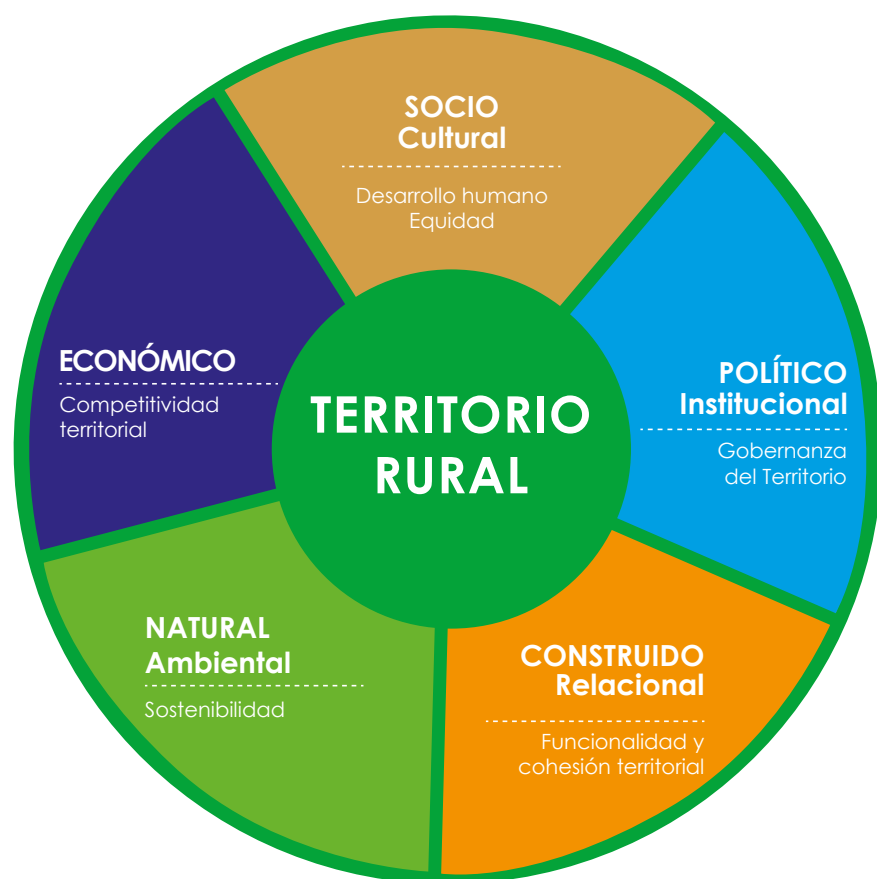 SOCIO
Cultural
Desarrollo humano
Equidad
ECONÓMICO
Competitividad
territorial
TERRITORIO
RURAL
POLÍTICO
Institucional
Gobernanza
del Territorio
NATURAL
Ambiental
Sostenibilidad
CONSTRUIDO
Relacional
Funcionalidad y
cohesión territorial